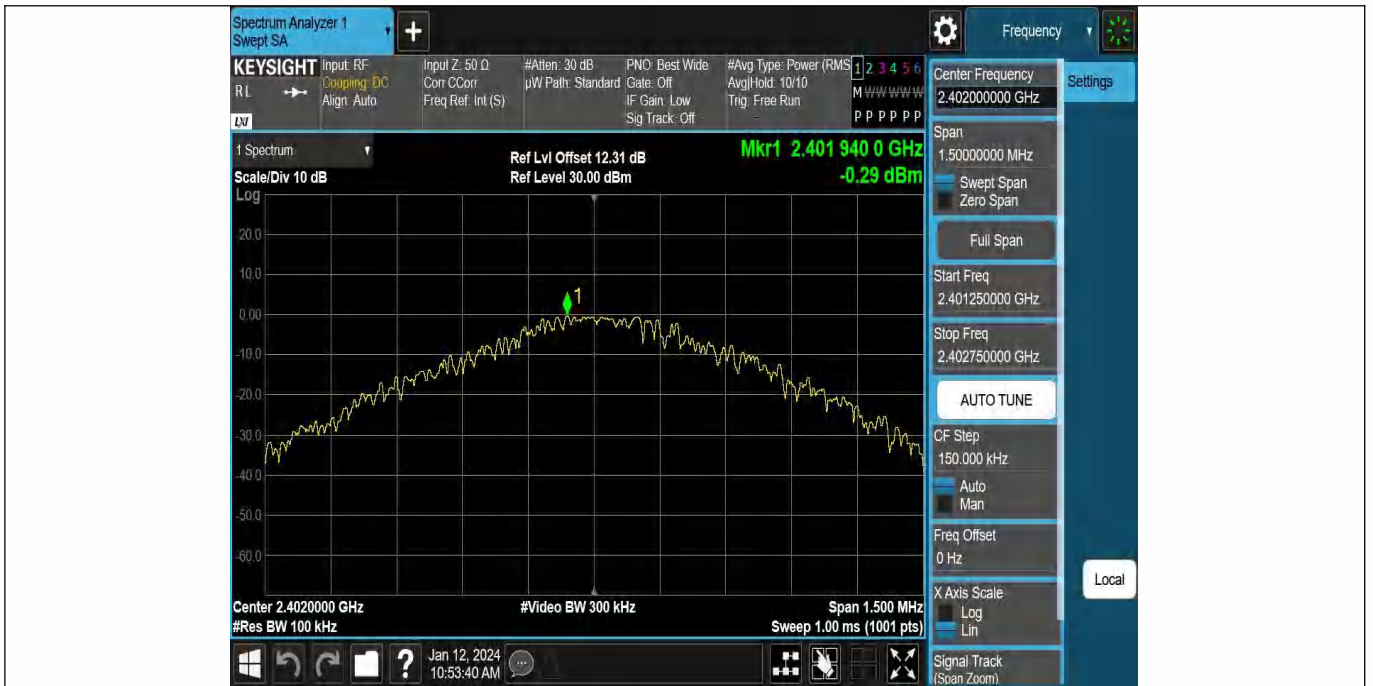 Spectrum Analyzer 1
Swept SA
+
Frequency
KEYSIGHT
RL
LXI
Input: RF
Coupling: DC
Align: Auto
Input Z: 50 Ω
Corr CCorr
Freq Ref: Int (S)
#Atten: 30 dB
µW Path: Standard
PNO: Best Wide
Gate: Off
IF Gain: Low
Sig Track: Off
#Avg Type: Power (RMS
Avg|Hold: 10/10
Trig: Free Run
1 2 3 4 5 6
M W W W W W
P P P P P P
1 Spectrum
Scale/Div 10 dB
Log
Ref Lvl Offset 12.31 dB
Ref Level 30.00 dBm
Mkr1 2.401 940 0 GHz
-0.29 dBm
20.0
10.0
0.00
-10.0
-20.0
-30.0
-40.0
-50.0
-60.0
1
Center 2.4020000 GHz
#Res BW 100 kHz
#Video BW 300 kHz
Span 1.500 MHz
Sweep 1.00 ms (1001 pts)
Center Frequency
2.402000000 GHz
Settings
Span
1.50000000 MHz
Swept Span
Zero Span
Full Span
Start Freq
2.401250000 GHz
Stop Freq
2.402750000 GHz
AUTO TUNE
CF Step
150.000 kHz
Auto
Man
Freq Offset
0 Hz
X Axis Scale
Log
Lin
Signal Track
(Span Zoom)
Local
?
Jan 12, 2024
10:53:40 AM